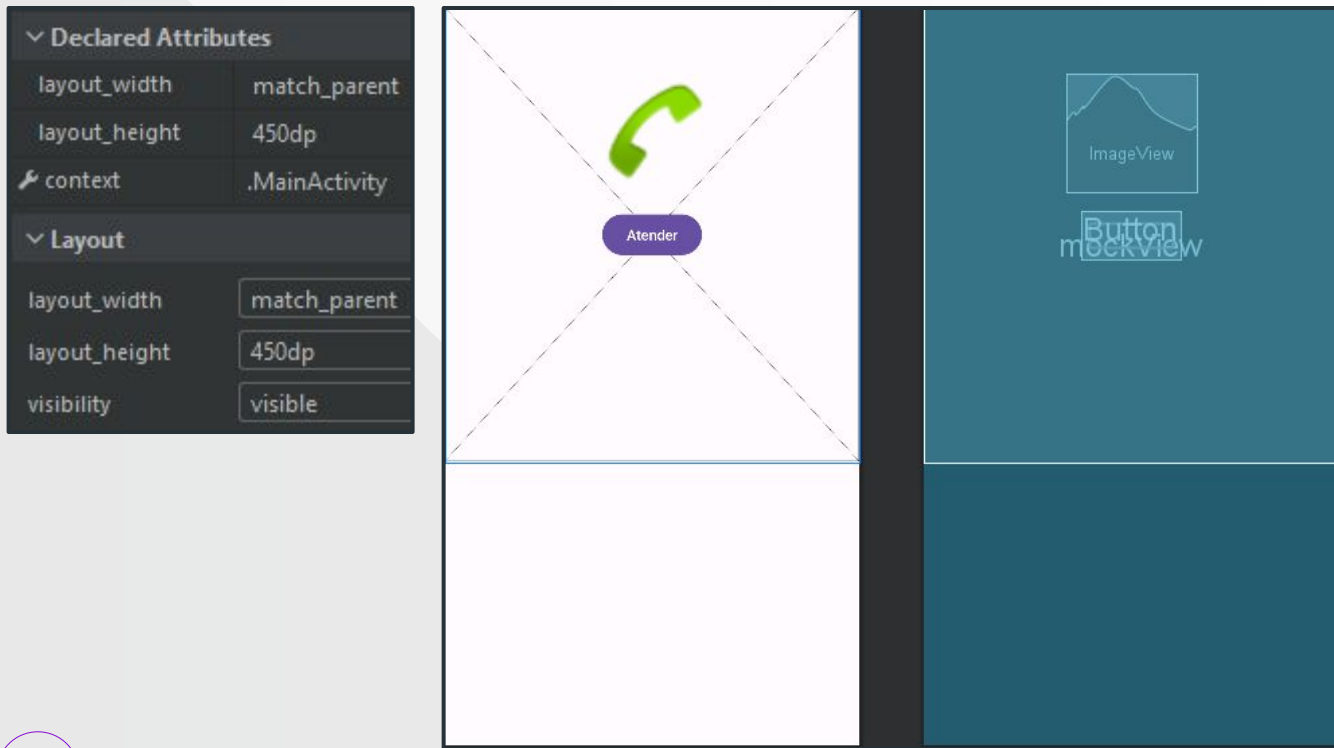 Declared Attributes
layout_width match_parent
layout_height 450dp
context .MainActivity
Layout
layout_width match_parent
layout_height 450dp
visibility visible
Atender
ImageView
Button
mockView